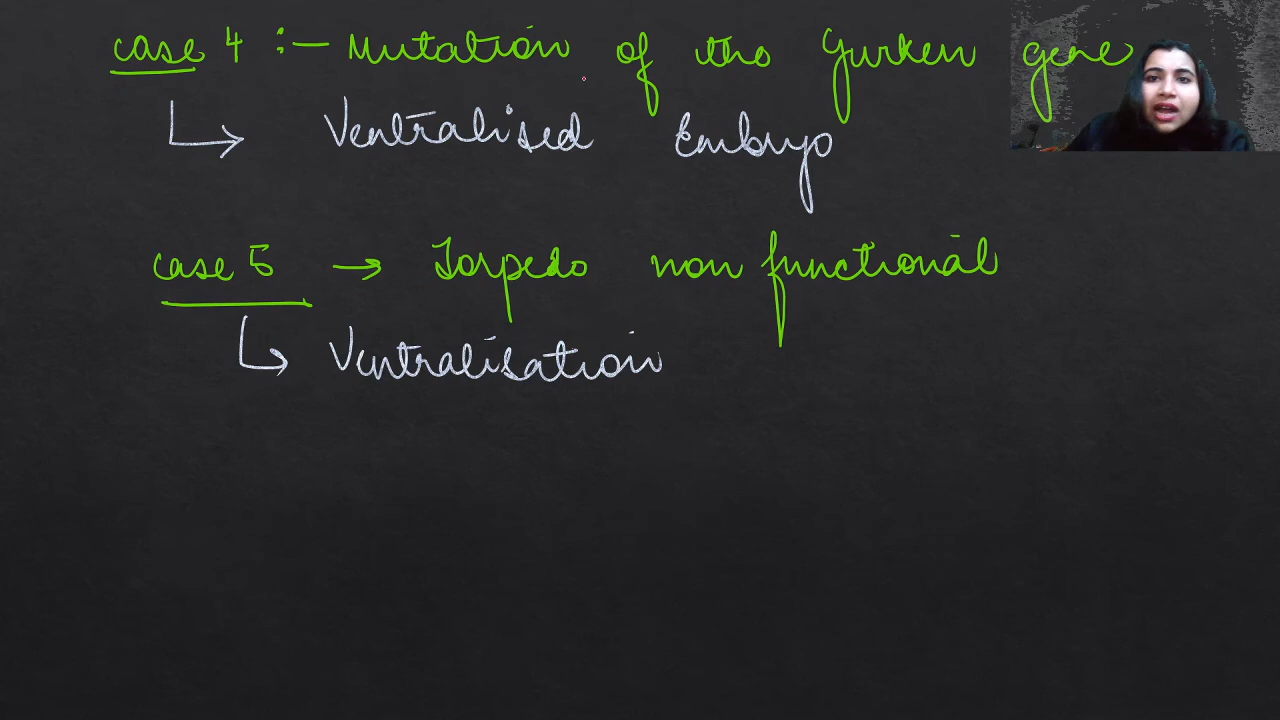 case 4 :- Mutation of the Gurken gene
↳ Ventralised Embryo
case 5 → Torpedo non functional
↳ Ventralisation